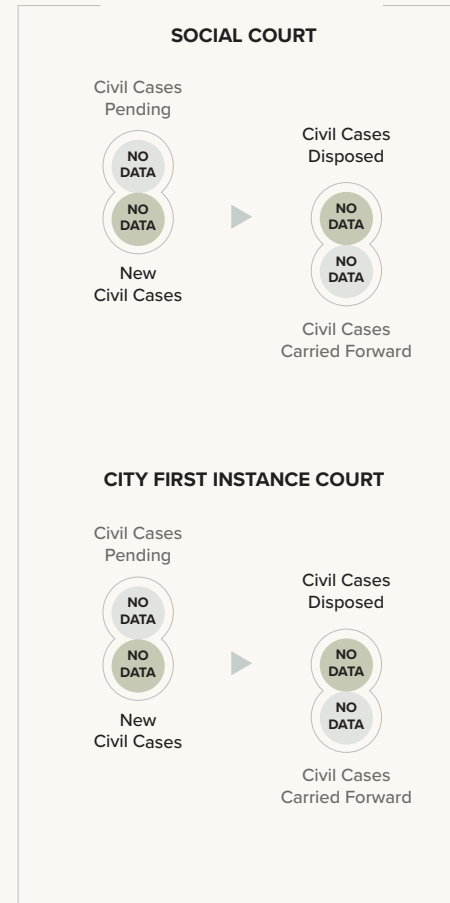 SOCIAL COURT
Civil Cases
Pending
NO
DATA
NO
DATA
New
Civil Cases
Civil Cases
Disposed
NO
DATA
NO
DATA
Civil Cases
Carried Forward
CITY FIRST INSTANCE COURT
Civil Cases
Pending
NO
DATA
NO
DATA
New
Civil Cases
Civil Cases
Disposed
NO
DATA
NO
DATA
Civil Cases
Carried Forward